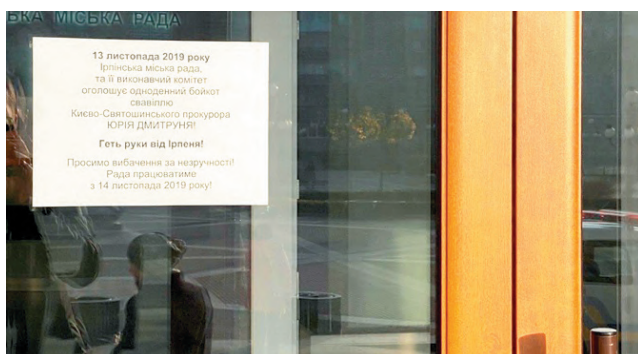 ЬКА МІСЬКА РАДА
13 листопада 2019 року
Ірпінська міська рада,
та її виконавчий комітет
оголошує одноденний бойкот
свавіллю
Києво-Святошинського прокурора
ЮРІЯ ДМИТРУНЯ!
Геть руки від Ірпеня!
Просимо вибачення за незручності!
Рада працюватиме
з 14 листопада 2019 року!